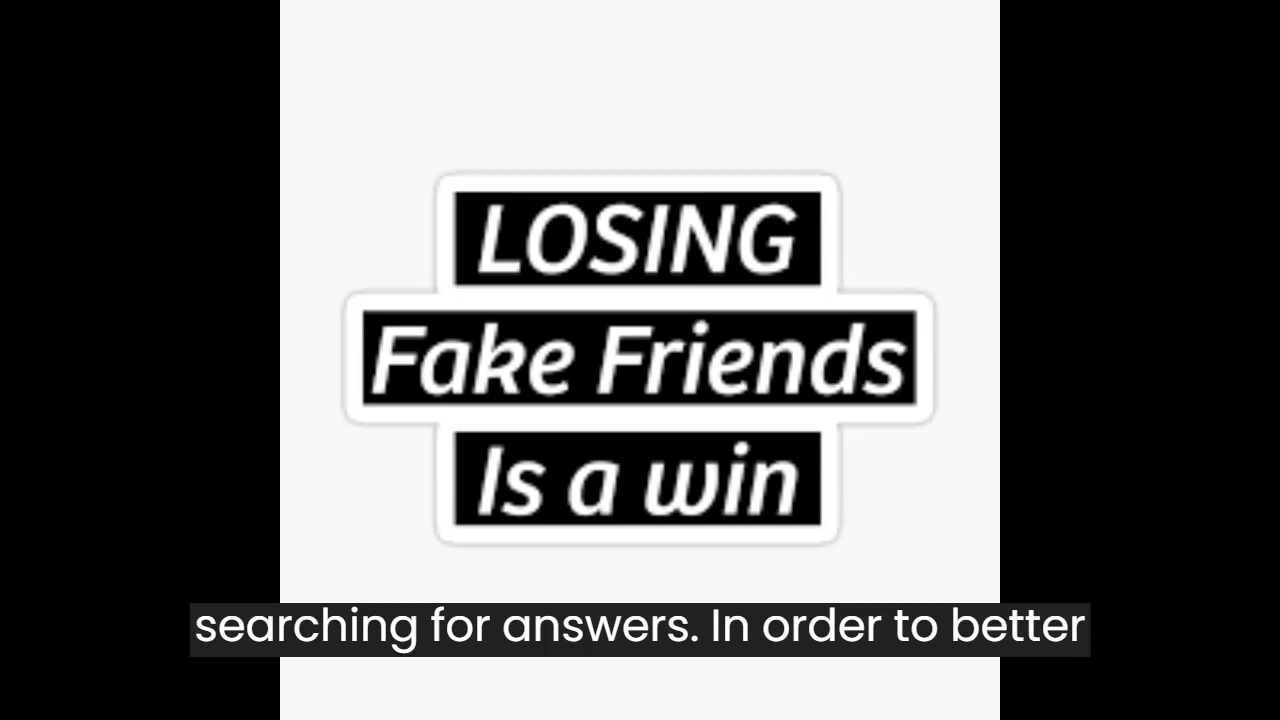 LOSING
Fake Friends
Is a win
searching for answers. In order to better